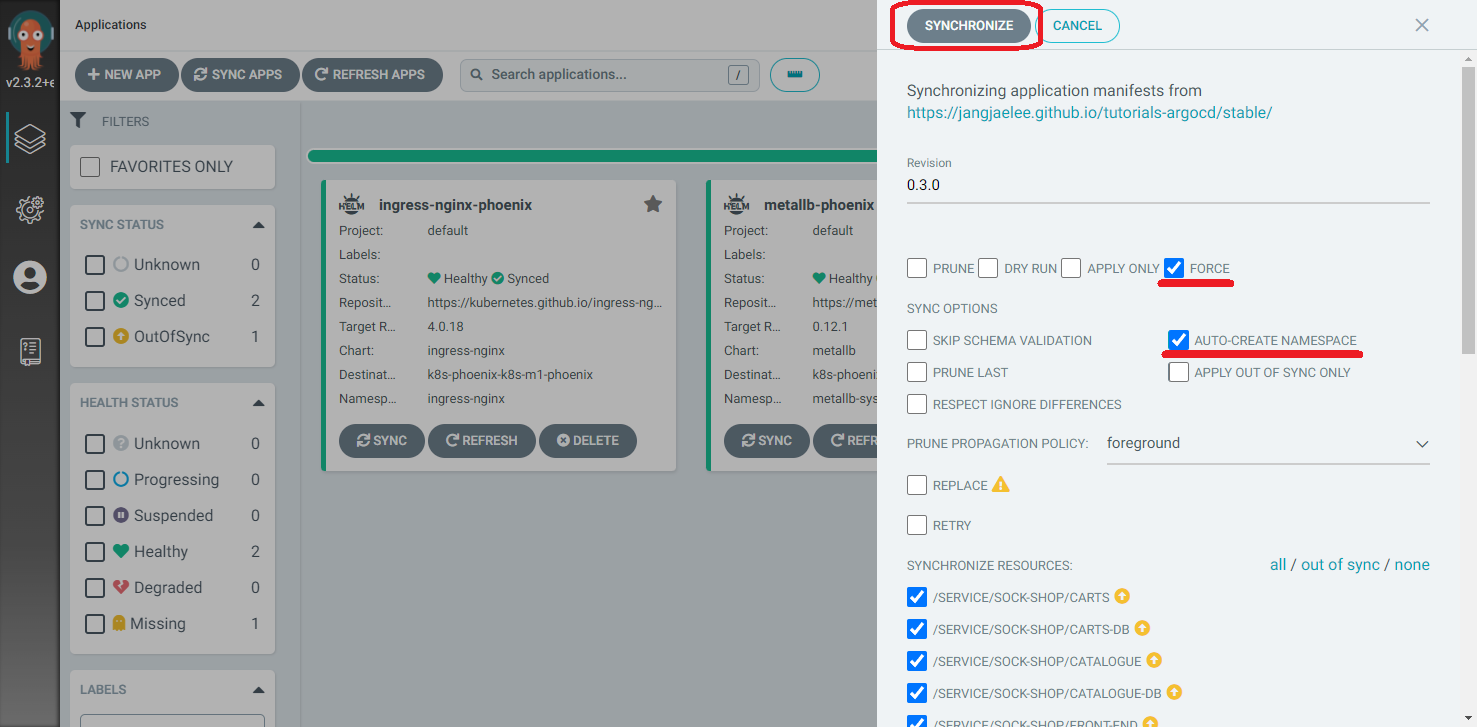 v2.3.2+e
Applications
NEW APP
SYNC APPS
REFRESH APPS
Search applications...
/
FILTERS
FAVORITES ONLY
SYNC STATUS
Unknown 0
Synced 2
OutOfSync 1
HEALTH STATUS
Unknown 0
Progressing 0
Suspended 0
Healthy 2
Degraded 0
Missing 1
LABELS
HELM ingress-nginx-phoenix
Project: default
Labels:
Status: Healthy Synced
Reposit... https://kubernetes.github.io/ingress-ng...
Target R... 4.0.18
Chart: ingress-nginx
Destinat... k8s-phoenix-k8s-m1-phoenix
Namesp... ingress-nginx
SYNC REFRESH DELETE
HELM metallb-phoenix
Project: default
Labels:
Status: Healthy
Reposit... https://met
Target R... 0.12.1
Chart: metallb
Destinat... k8s-phoeni
Namesp... metallb-sys
SYNC REFR
SYNCHRONIZE CANCEL
Synchronizing application manifests from
https://jangjaelee.github.io/tutorials-argocd/stable/
Revision
0.3.0
PRUNE DRY RUN APPLY ONLY FORCE
SYNC OPTIONS
SKIP SCHEMA VALIDATION AUTO-CREATE NAMESPACE
PRUNE LAST APPLY OUT OF SYNC ONLY
RESPECT IGNORE DIFFERENCES
PRUNE PROPAGATION POLICY: foreground
REPLACE
RETRY
SYNCHRONIZE RESOURCES: all / out of sync / none
/SERVICE/SOCK-SHOP/CARTS
/SERVICE/SOCK-SHOP/CARTS-DB
/SERVICE/SOCK-SHOP/CATALOGUE
/SERVICE/SOCK-SHOP/CATALOGUE-DB
/SERVICE/SOCK-SHOP/FRONT-END